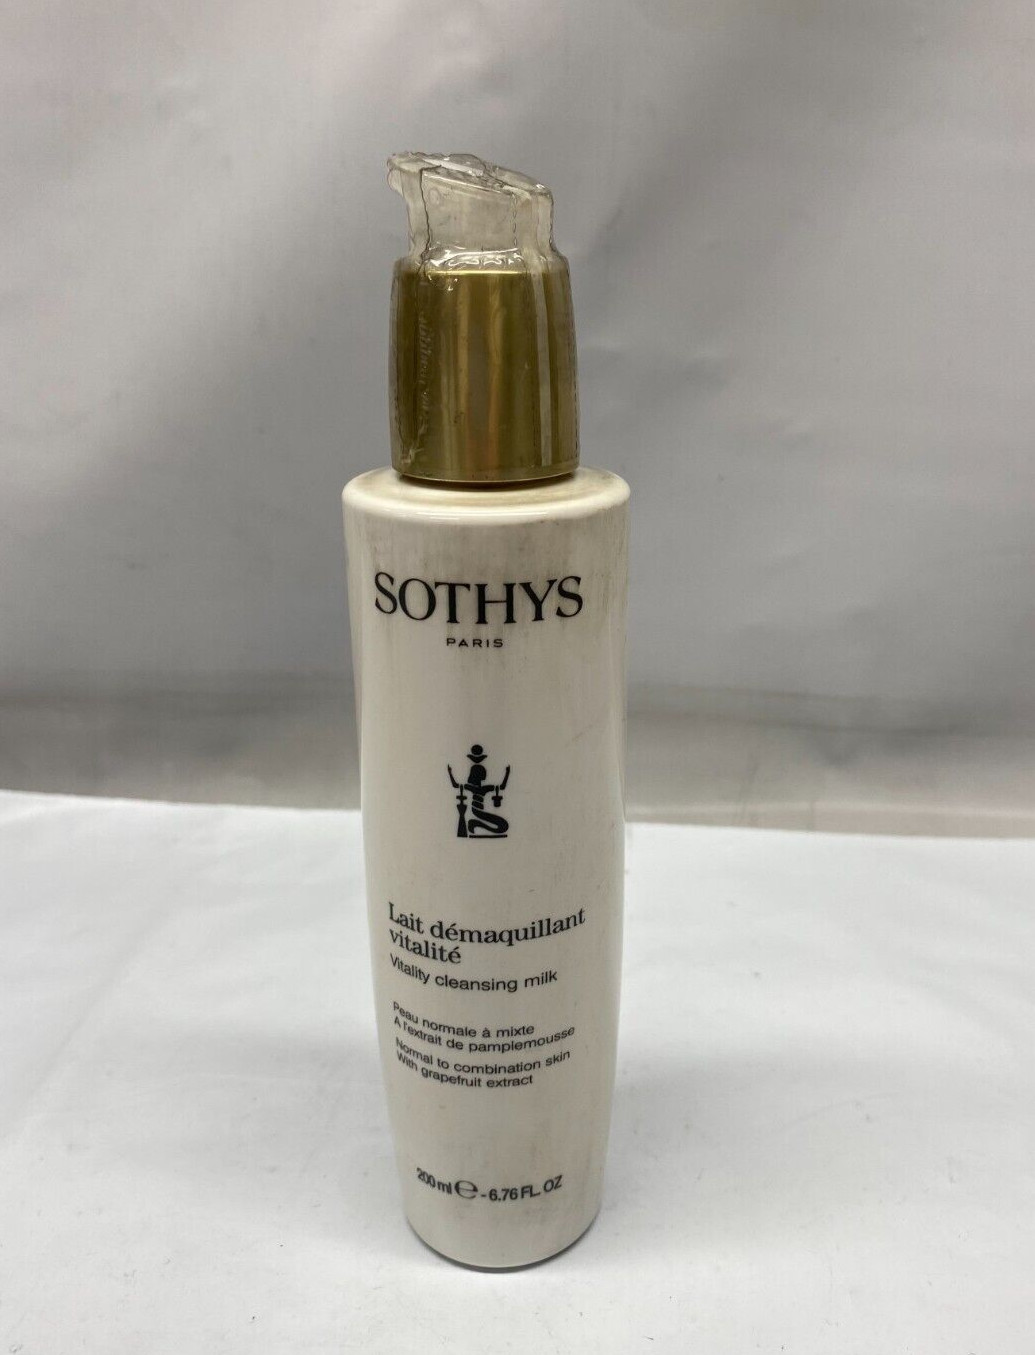 SOTHYS
PARIS
Lait démaquillant
vitalité
Vitality cleansing milk
Peau normale à mixte
A l'extrait de pamplemousse
Normal to combination skin
With grapefruit extract
200 ml ℮ - 6.76 FL. OZ